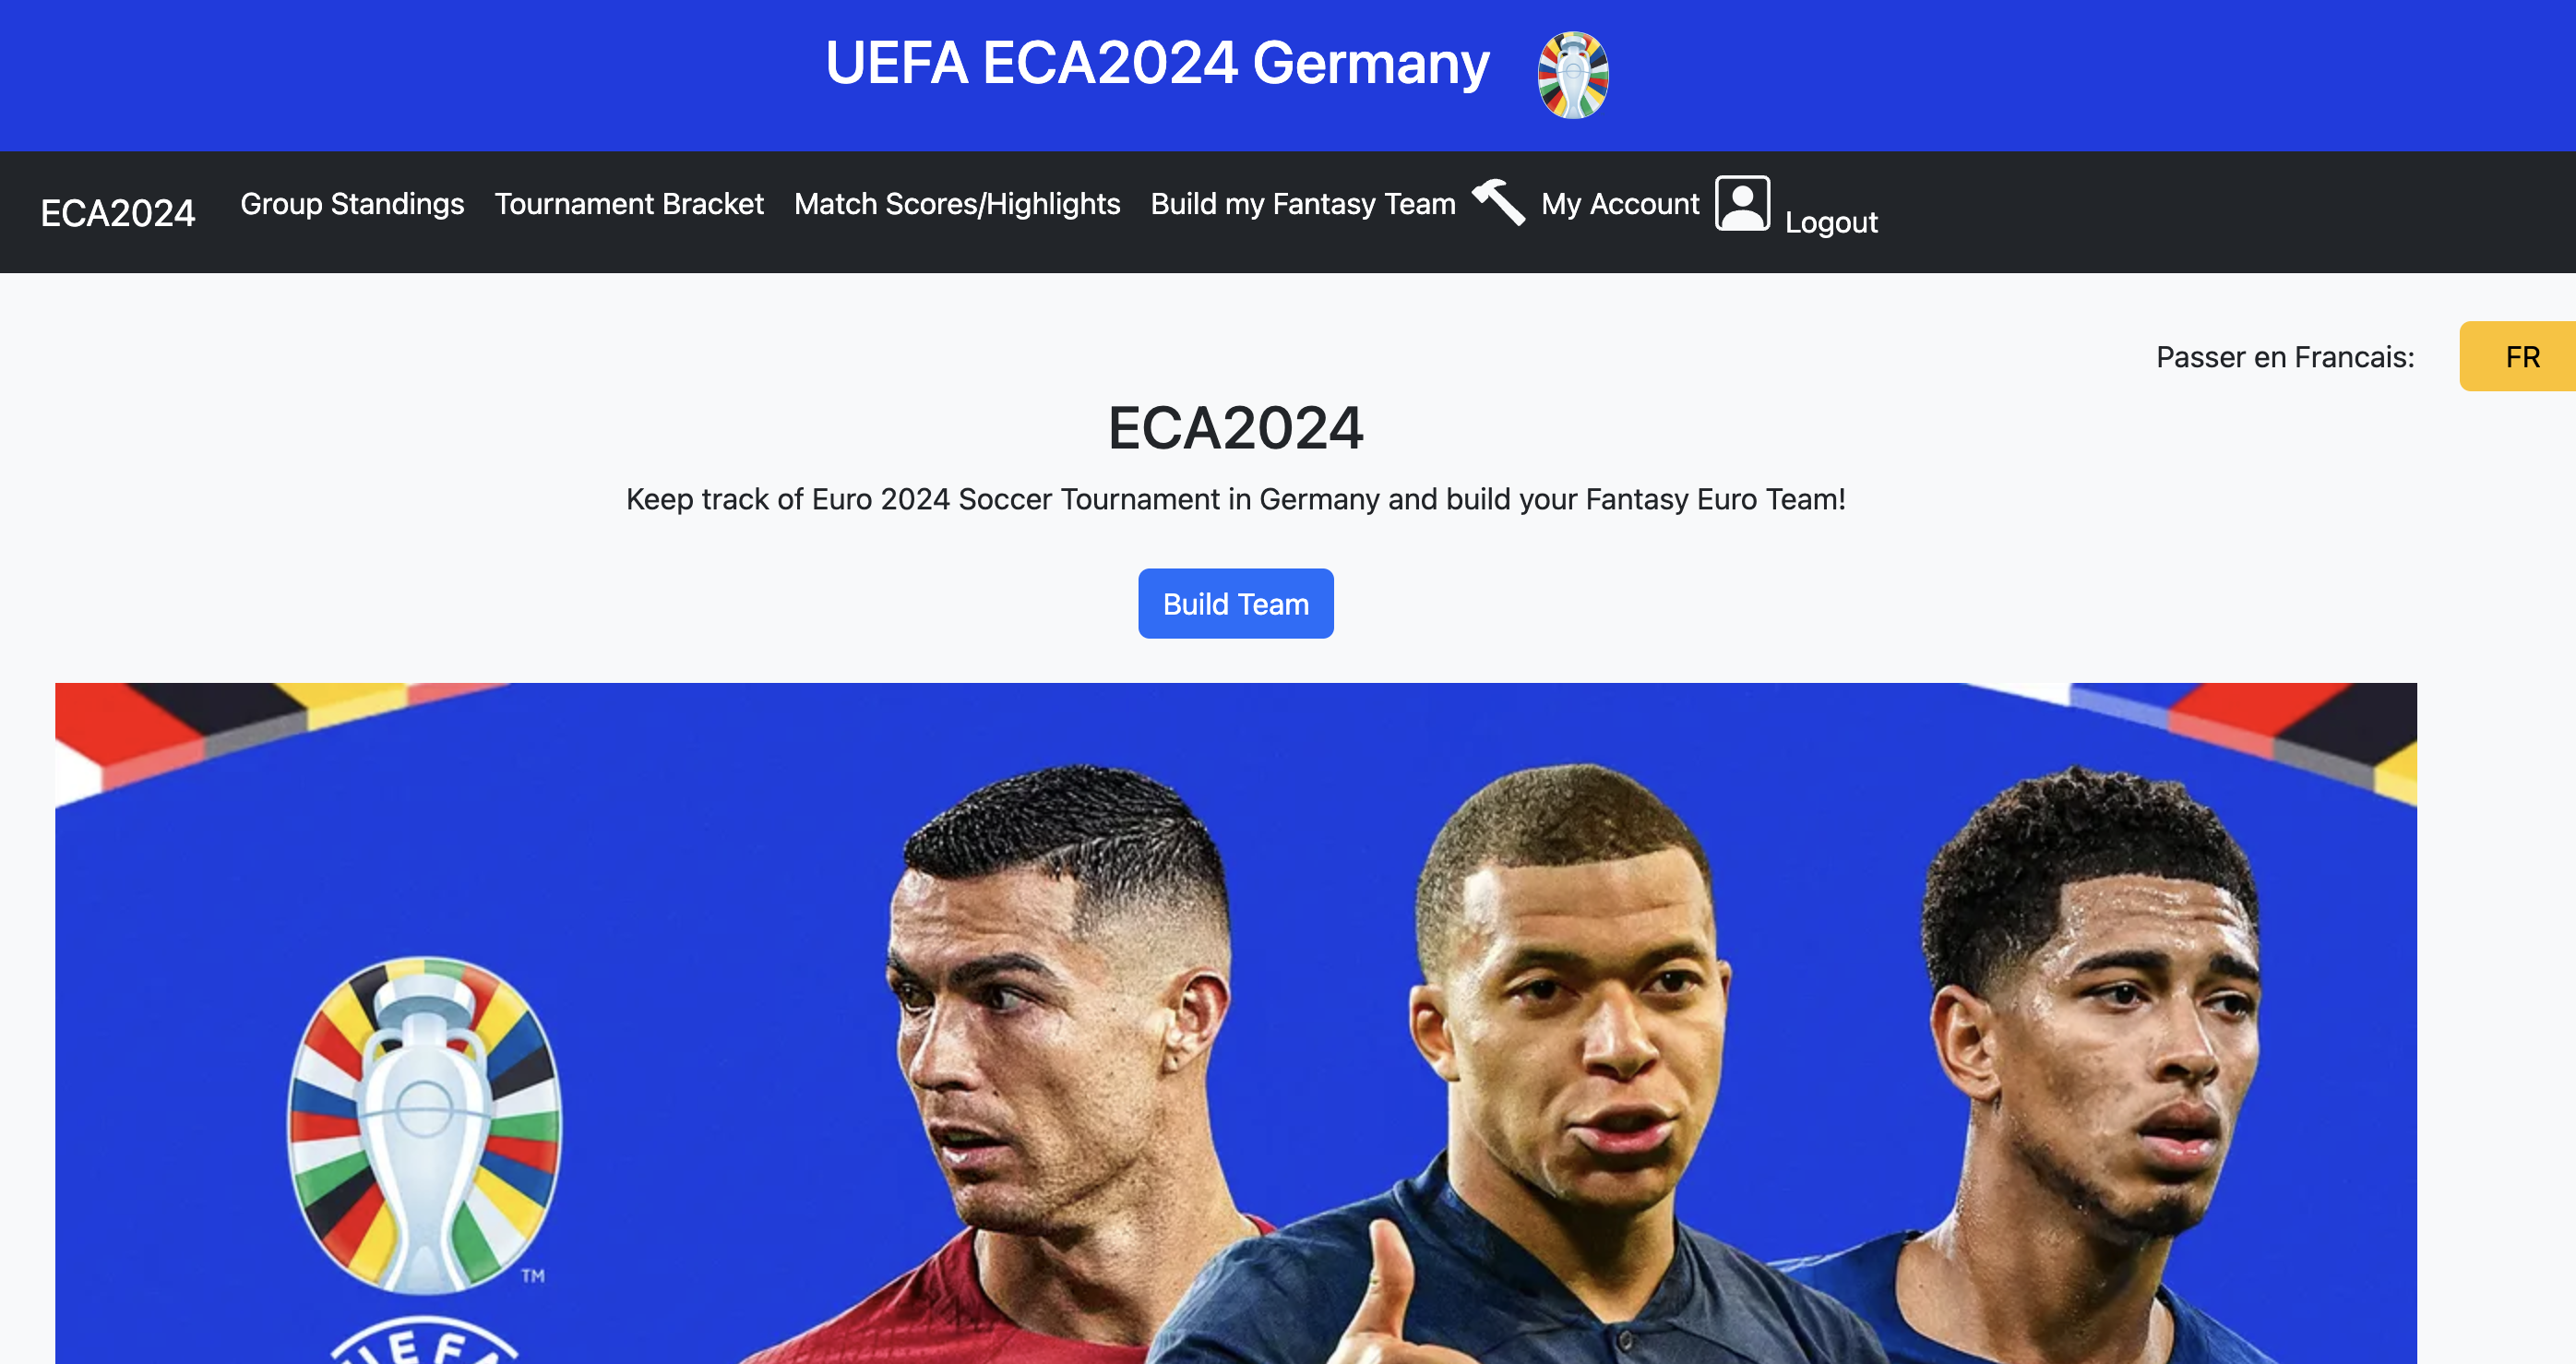 UEFA ECA2024 Germany
ECA2024 Group Standings Tournament Bracket Match Scores/Highlights Build my Fantasy Team My Account Logout
Passer en Francais: FR
ECA2024
Keep track of Euro 2024 Soccer Tournament in Germany and build your Fantasy Euro Team!
Build Team
TM
UEFA